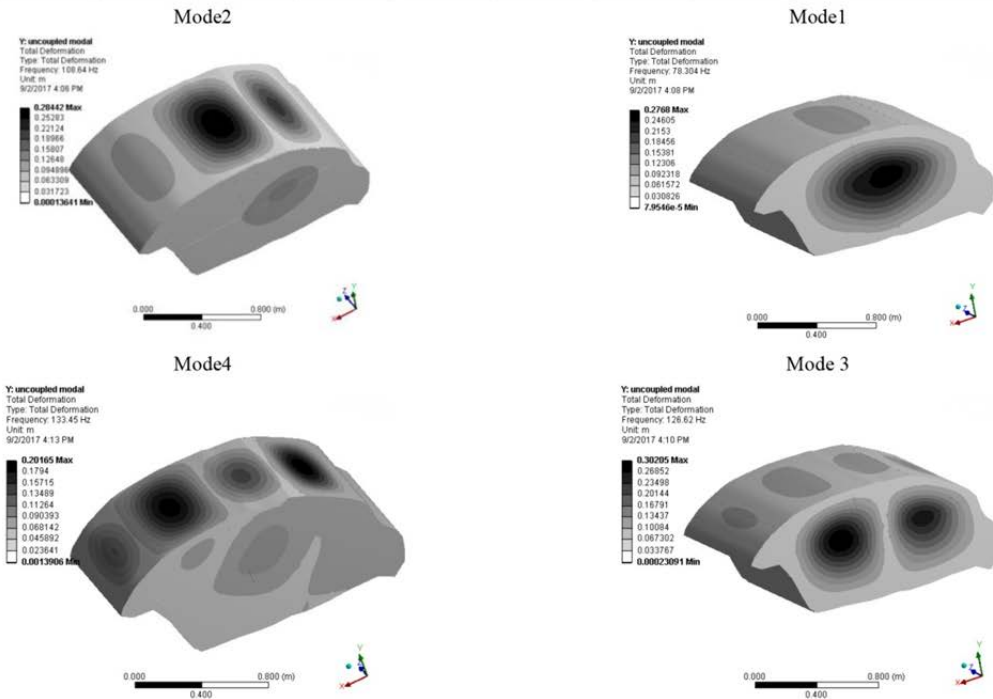 Mode2
Y: uncoupled modal
Total Deformation
Type: Total Deformation
Frequency: 108.64 Hz
Unit: m
9/2/2017 4:06 PM
0.28442 Max
0.25283
0.22124
0.18966
0.15807
0.12648
0.094896
0.063309
0.031723
0.00013641 Min
Y
Z
X
0.000
0.800 (m)
0.400
Mode1
Y: uncoupled modal
Total Deformation
Type: Total Deformation
Frequency: 78.304 Hz
Unit: m
9/2/2017 4:08 PM
0.2768 Max
0.24605
0.2153
0.18456
0.15381
0.12306
0.092318
0.061572
0.030826
7.9546e-5 Min
Y
Z
X
0.000
0.800 (m)
0.400
Mode4
Y: uncoupled modal
Total Deformation
Type: Total Deformation
Frequency: 133.45 Hz
Unit: m
9/2/2017 4:13 PM
0.20165 Max
0.1794
0.15715
0.13489
0.11264
0.090393
0.068142
0.045892
0.023641
0.0013906 Min
Y
X
0.000
0.800 (m)
0.400
Mode 3
Y: uncoupled modal
Total Deformation
Type: Total Deformation
Frequency: 126.62 Hz
Unit: m
9/2/2017 4:10 PM
0.30205 Max
0.26852
0.23498
0.20144
0.16791
0.13437
0.10084
0.067302
0.033767
0.00023091 Min
Y
X
0.000
0.800 (m)
0.400